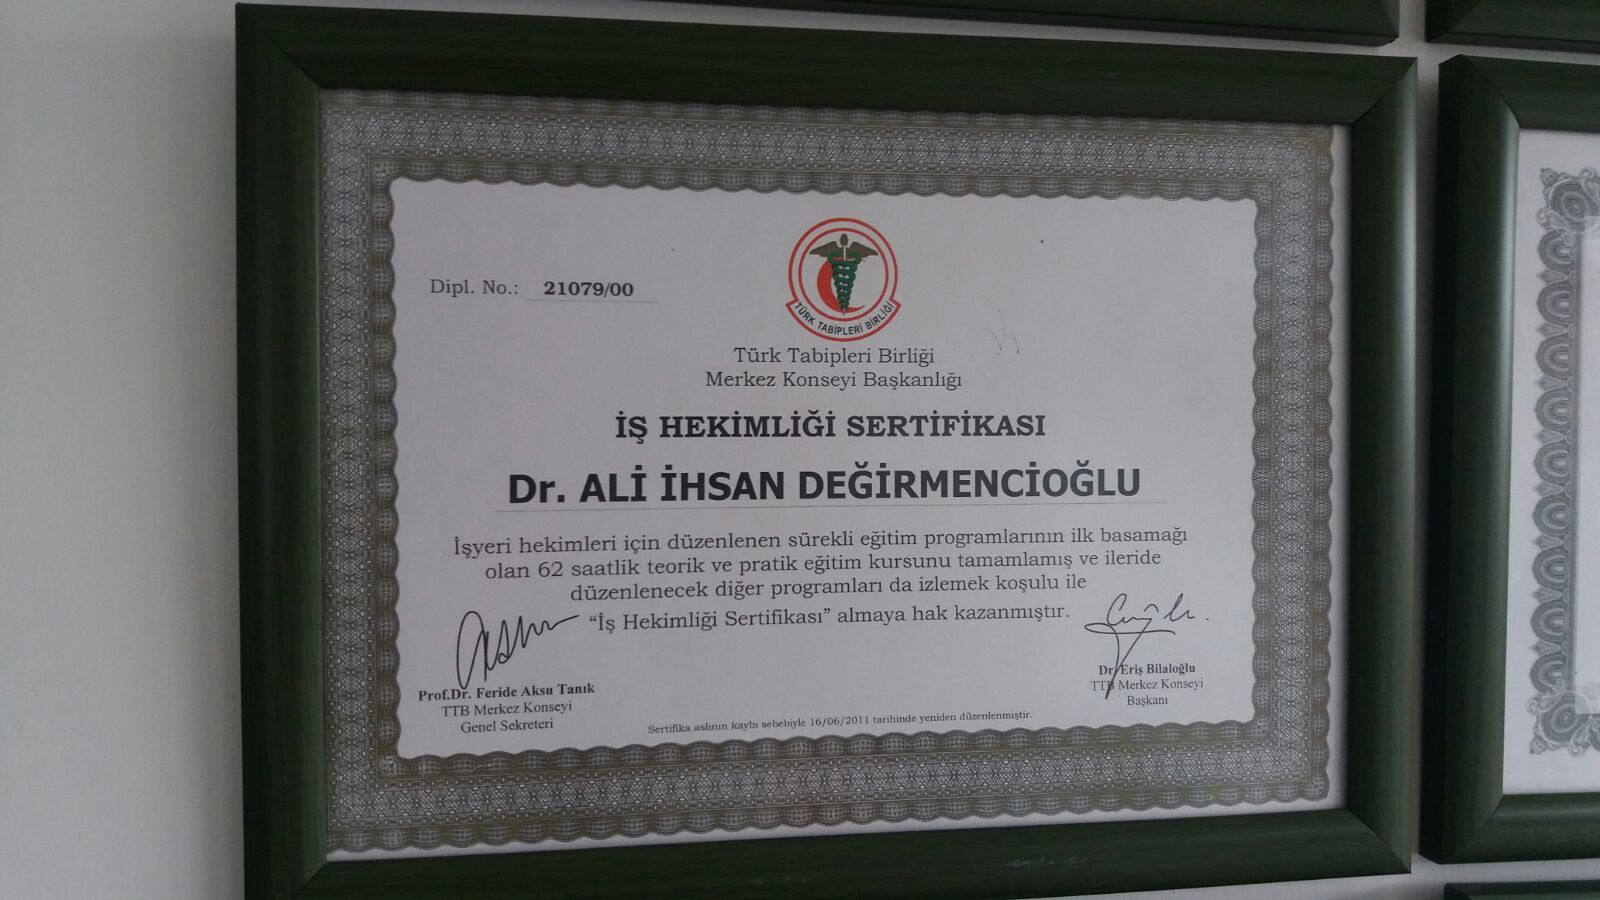 Dipl. No.: 21079/00
TÜRK TABİPLERİ BİRLİĞİ
Türk Tabipleri Birliği
Merkez Konseyi Başkanlığı
İŞ HEKİMLİĞİ SERTİFİKASI
Dr. ALİ İHSAN DEĞİRMENCİOĞLU
İşyeri hekimleri için düzenlenen sürekli eğitim programlarının ilk basamağı
olan 62 saatlik teorik ve pratik eğitim kursunu tamamlamış ve ileride
düzenlenecek diğer programları da izlemek koşulu ile
“İş Hekimliği Sertifikası” almaya hak kazanmıştır.
Prof.Dr. Feride Aksu Tanık
TTB Merkez Konseyi
Genel Sekreteri
Dr Eriş Bilaloğlu
TTB Merkez Konseyi
Başkanı
Sertifika aslının kaybı sebebiyle 16/06/2011 tarihinde yeniden düzenlenmiştir.